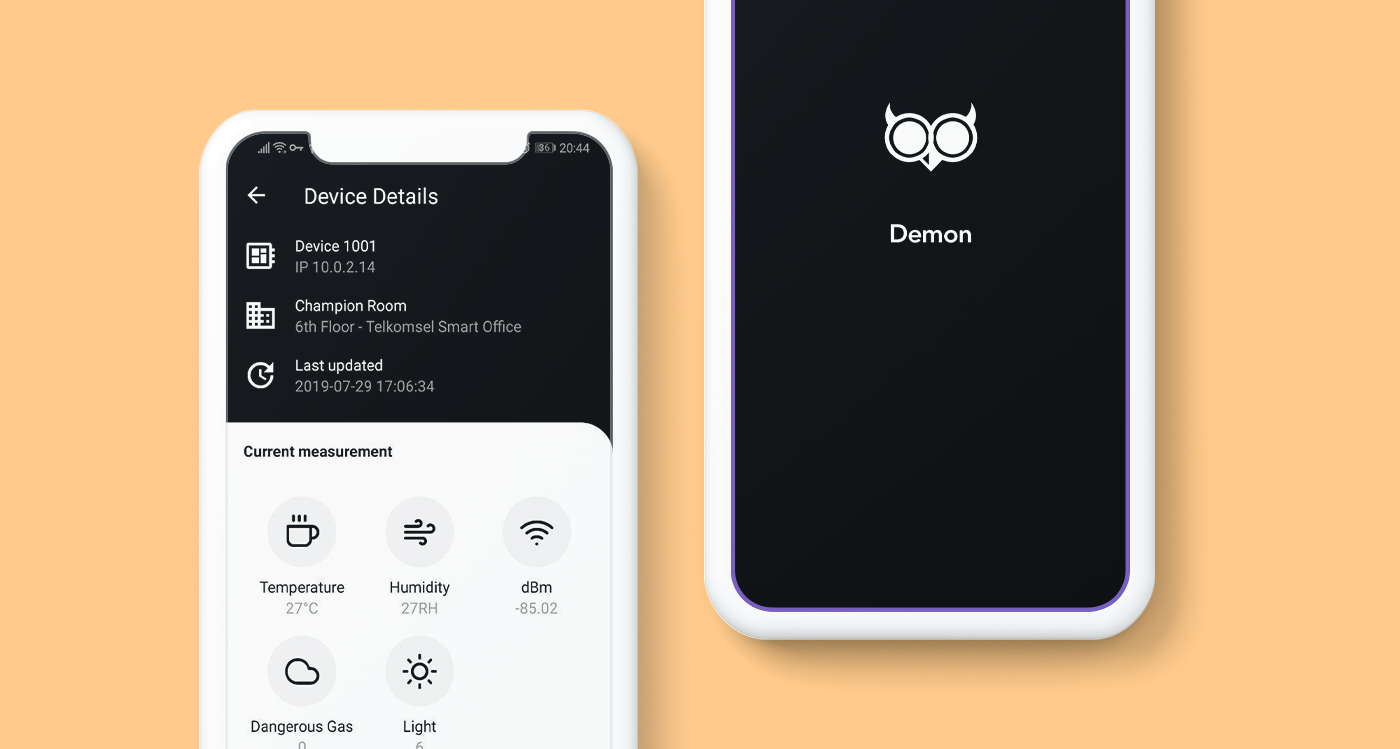 36 20:44
Device Details
Device 1001
IP 10.0.2.14
Champion Room
6th Floor - Telkomsel Smart Office
Last updated
2019-07-29 17:06:34
Current measurement
Temperature
27°C
Humidity
27RH
dBm
-85.02
Dangerous Gas
0
Light
6
Demon